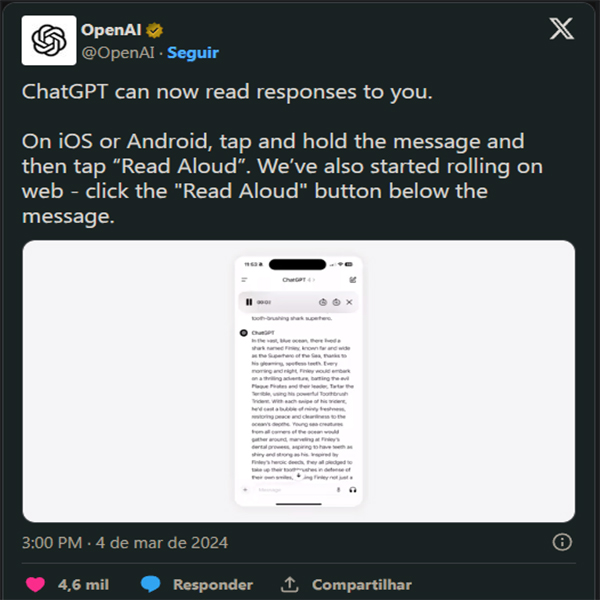 OpenAI
@OpenAI · Seguir
ChatGPT can now read responses to you.
On iOS or Android, tap and hold the message and
then tap “Read Aloud”. We’ve also started rolling on
web - click the "Read Aloud" button below the
message.
11:53
ChatGPT
00:02
tooth-brushing shark superhero.
ChatGPT
In the vast, blue ocean, there lived a
shark named Finley, known far and wide
as the Superhero of the Sea, thanks to
his gleaming, spotless teeth. Every
morning and night, Finley would embark
on a thrilling adventure, battling the evil
Plaque Pirates and their leader, Tartar the
Terrible, using his powerful Toothbrush
Trident. With each swipe of his trident,
he'd cast a bubble of minty freshness,
restoring peace and cleanliness to the
ocean's depths. Young sea creatures
from all corners of the ocean would
gather around, marveling at Finley's
dental prowess, aspiring to have teeth as
shiny and strong as his. Inspired by
Finley's heroic deeds, they all pledged to
take up their toothbrushes in defense of
their own smiles, ing Finley not just a
Message
3:00 PM · 4 de mar de 2024
4,6 mil Responder Compartilhar